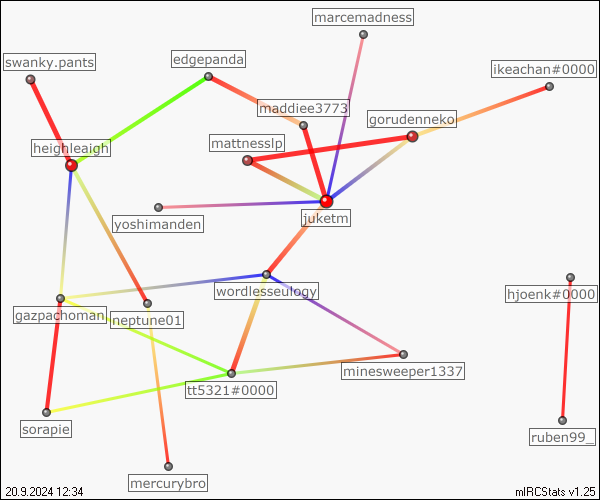 marcemadness
swanky.pants
edgepanda
ikeachan#0000
maddiee3773
gorudenneko
mattnesslp
heighleaigh
yoshimanden
juketm
wordlesseulogy
hjoenk#0000
gazpachoman
neptune01
minesweeper1337
tt5321#0000
sorapie
ruben99_
mercurybro
20.9.2024 12:34
mIRCStats v1.25